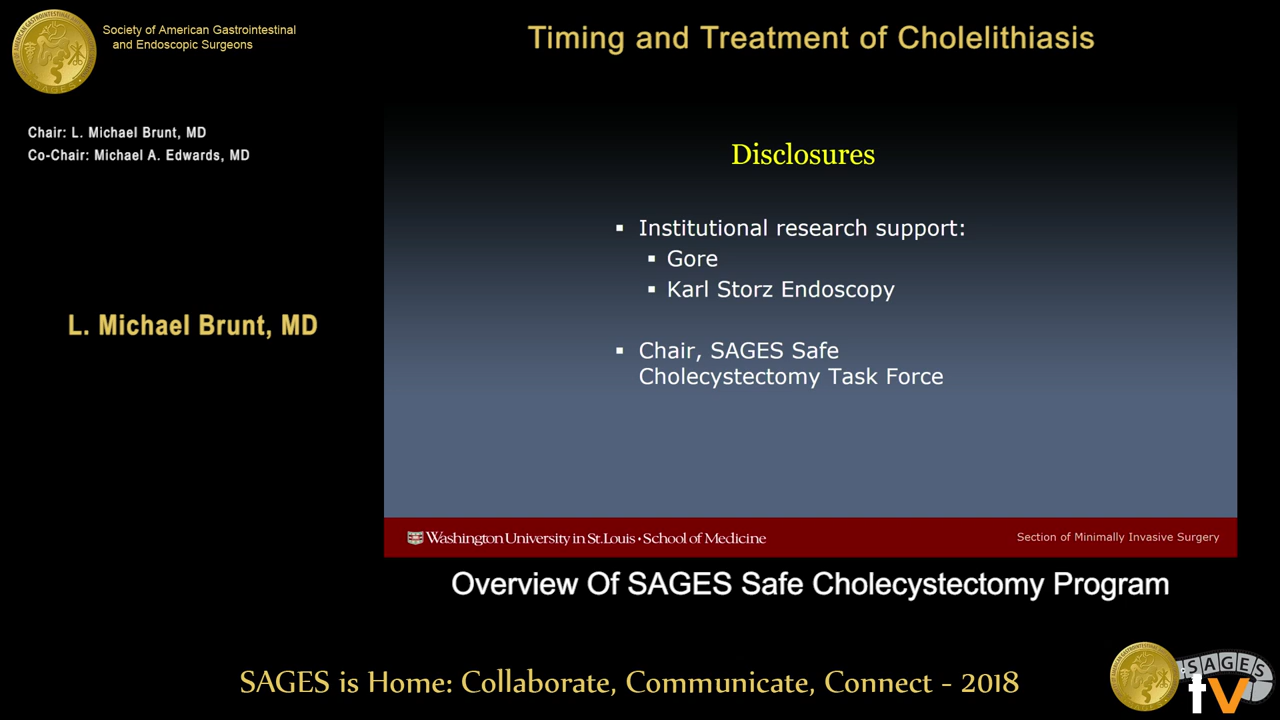 Society of American Gastrointestinal
and Endoscopic Surgeons
Timing and Treatment of Cholelithiasis
Chair: L. Michael Brunt, MD
Co-Chair: Michael A. Edwards, MD
L. Michael Brunt, MD
Disclosures
▪ Institutional research support:
▪ Gore
▪ Karl Storz Endoscopy
▪ Chair, SAGES Safe
Cholecystectomy Task Force
Washington University in St.Louis • School of Medicine
Section of Minimally Invasive Surgery
Overview Of SAGES Safe Cholecystectomy Program
SAGES is Home: Collaborate, Communicate, Connect - 2018
SAGES
tv